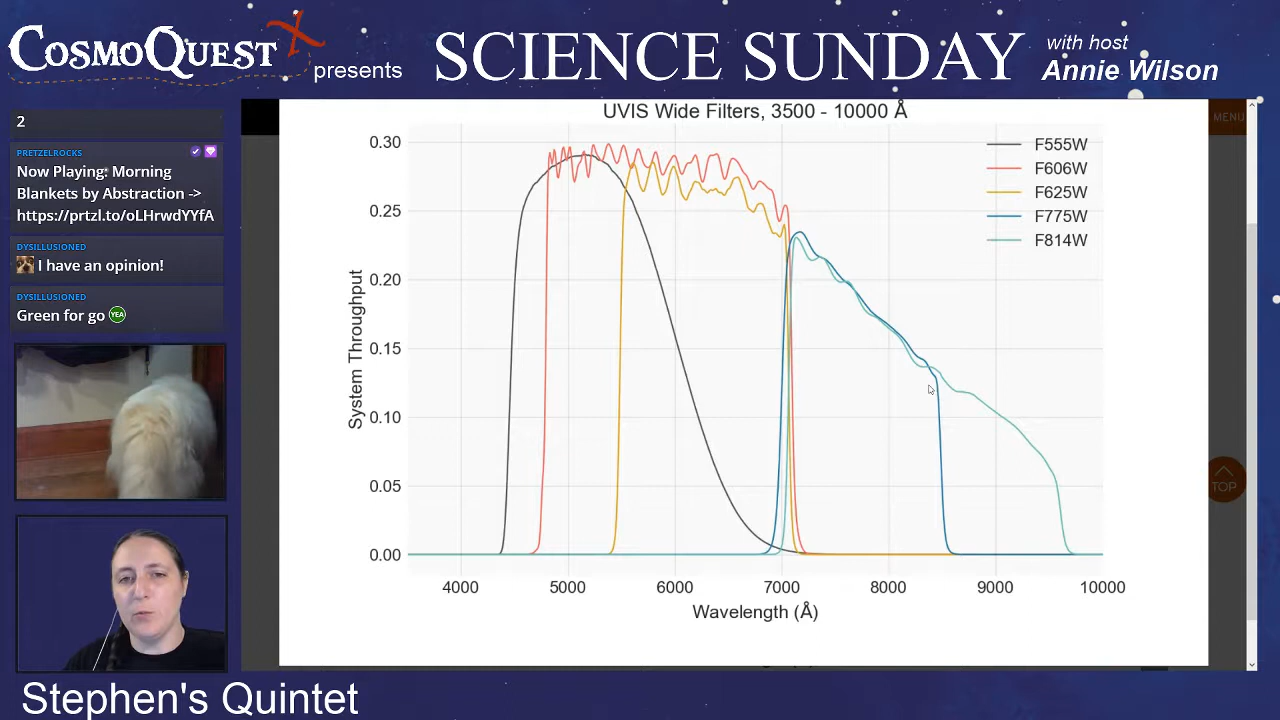 COSMOQUEST X
presents
SCIENCE SUNDAY
with host
Annie Wilson
2
PRETZELROCKS
Now Playing: Morning
Blankets by Abstraction ->
https://prtzl.to/oLHrwdYYfA
DYSILLUSIONED
I have an opinion!
DYSILLUSIONED
Green for go YEA
UVIS Wide Filters, 3500 - 10000 Å
F555W
F606W
F625W
F775W
F814W
System Throughput
0.30
0.25
0.20
0.15
0.10
0.05
0.00
4000 5000 6000 7000 8000 9000 10000
Wavelength (Å)
MENU
TOP
Stephen's Quintet